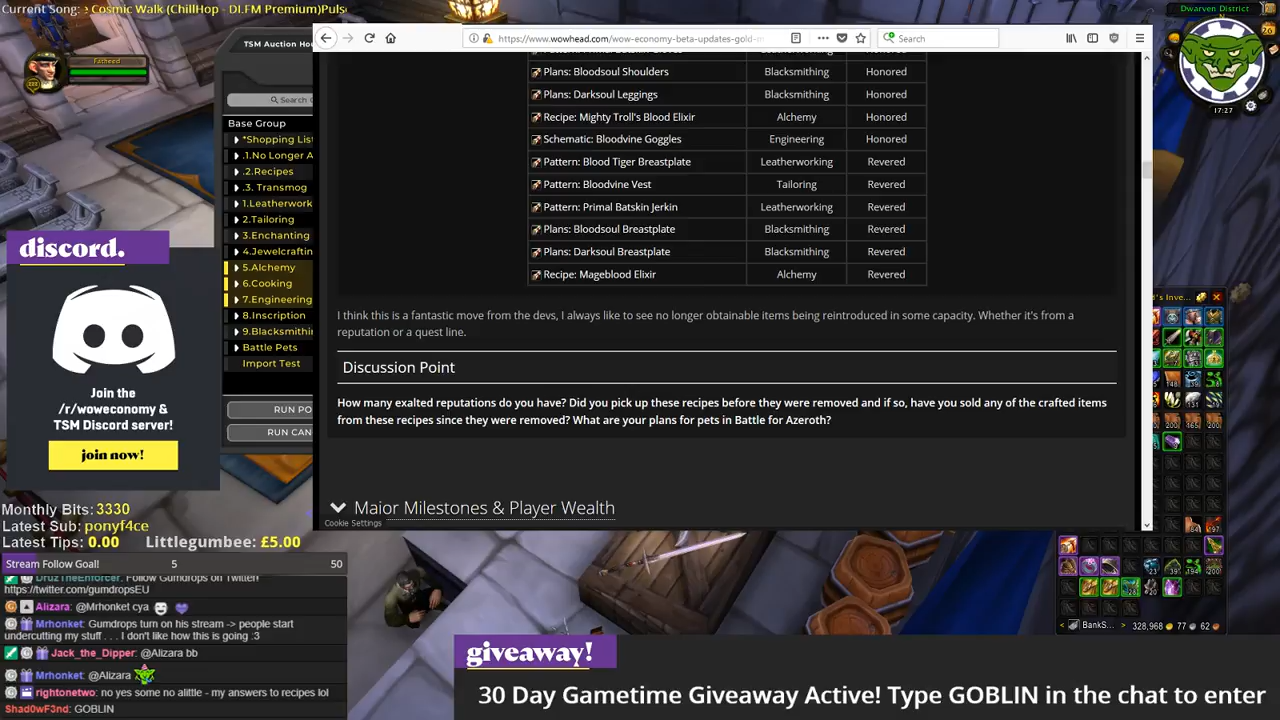 Current Song: e Cosmic Walk (ChillHop - DI.FM Premium)Puls
TSM Auction Hou
Fatheed
https://www.wowhead.com/wow-economy-beta-updates-gold-m
Search
Dwarven District
26
17:27
Search
Base Group
*Shopping List
.1.No Longer A
.2.Recipes
.3. Transmog
1.Leatherwork
2.Tailoring
3.Enchanting
4.Jewelcraftin
5.Alchemy
6.Cooking
7.Engineering
8.Inscription
9.Blacksmithi
Battle Pets
Import Test
RUN PO
RUN CAN
Plans: Bloodsoul Shoulders Blacksmithing Honored
Plans: Darksoul Leggings Blacksmithing Honored
Recipe: Mighty Troll's Blood Elixir Alchemy Honored
Schematic: Bloodvine Goggles Engineering Honored
Pattern: Blood Tiger Breastplate Leatherworking Revered
Pattern: Bloodvine Vest Tailoring Revered
Pattern: Primal Batskin Jerkin Leatherworking Revered
Plans: Bloodsoul Breastplate Blacksmithing Revered
Plans: Darksoul Breastplate Blacksmithing Revered
Recipe: Mageblood Elixir Alchemy Revered
I think this is a fantastic move from the devs, I always like to see no longer obtainable items being reintroduced in some capacity. Whether it's from a
reputation or a quest line.
Discussion Point
How many exalted reputations do you have? Did you pick up these recipes before they were removed and if so, have you sold any of the crafted items
from these recipes since they were removed? What are your plans for pets in Battle for Azeroth?
Major Milestones & Player Wealth
Cookie Settings
discord.
Join the
/r/woweconomy &
TSM Discord server!
join now!
Monthly Bits: 3330
Latest Sub: ponyf4ce
Latest Tips: 0.00 Littlegumbee: £5.00
Stream Follow Goal! 5 50
DruzTheEnforcer: Follow Gumdrops on Twitter!
https://twitter.com/gumdropsEU
Alizara: @Mrhonket cya
Mrhonket: Gumdrops turn on his stream -> people start
undercutting my stuff . . . I don't like how this is going :3
Jack_the_Dipper: @Alizara bb
Mrhonket: @Alizara
rightonetwo: no yes some no alittle - my answers to recipes lol
Shad0wF3nd: GOBLIN
's Inve...
BankS...
328,968 77 62
giveaway!
30 Day Gametime Giveaway Active! Type GOBLIN in the chat to enter